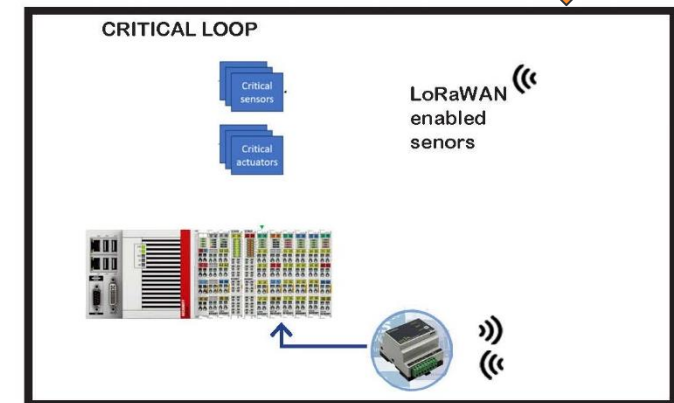 CRITICAL LOOP
Critical
sensors
LoRaWAN
enabled
senors
Critical
actuators